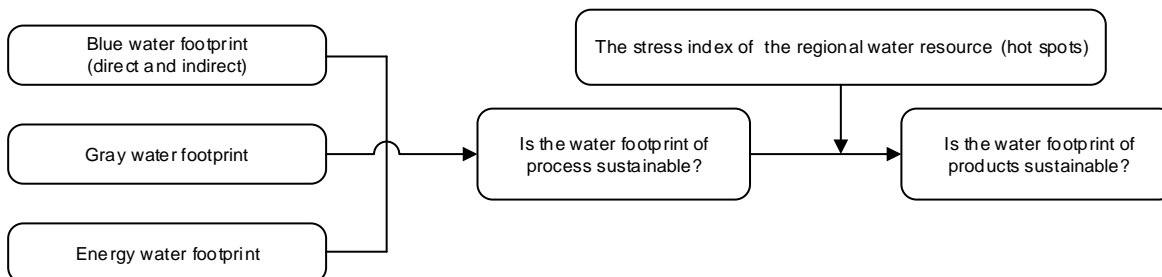 Blue water footprint
(direct and indirect)
The stress index of the regional water resource (hot spots)
Gray water footprint
Is the water footprint of
process sustainable?
Is the water footprint of
products sustainable?
Energy water footprint